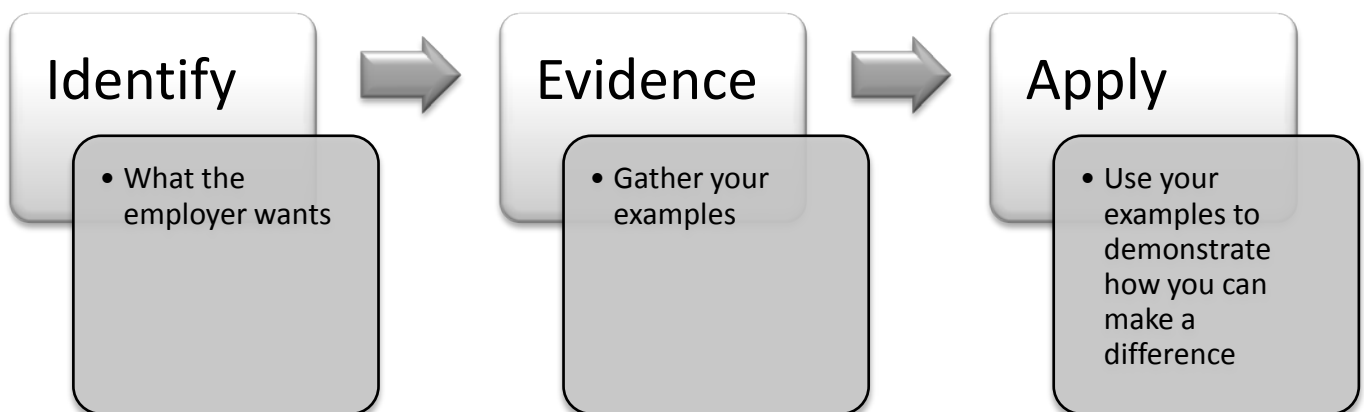 Identify
• What the
employer wants
Evidence
• Gather your
examples
Apply
• Use your
examples to
demonstrate
how you can
make a
difference